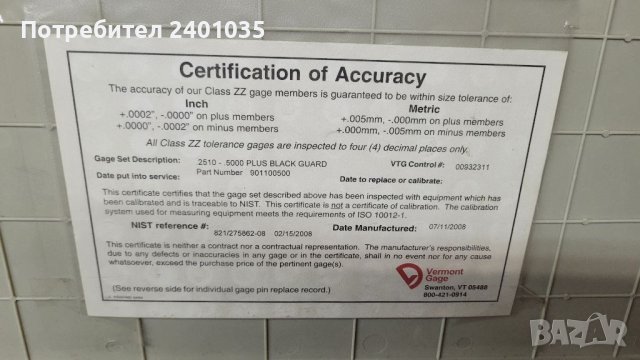 Потребител 2401035
Certification of Accuracy
The accuracy of our Class ZZ gage members is guaranteed to be within size tolerance of:
Inch
+.0002", -.0000" on plus members
+.0000", -.0002" on minus members
Metric
+.005mm, -.000mm on plus members
+.000mm, -.005mm on minus members
All Class ZZ tolerance gages are inspected to four (4) decimal places only.
Gage Set Description: 2510 - .5000 PLUS BLACK GUARD
Part Number 901100500
VTG Control #: 00932311
Date put into service:
Date to replace or calibrate:
This certificate certifies that the gage set described above has been inspected with equipment which has
been calibrated and is traceable to NIST. This certificate is not a certificate of calibration. The calibration
system used for measuring equipment meets the requirements of ISO 10012-1.
NIST reference #: 821/275862-08 02/15/2008
Date Manufactured: 07/11/2008
This certificate is neither a contract nor a contractual representation. The manufacturer's responsibilities,
due to any defects or inaccuracies in any gage or in the certificate, shall in no event nor for any cause
whatsoever, exceed the purchase price of the pertinent gage(s).
Vermont
Gage
Swanton, VT 05488
800-421-0914
(See reverse side for individual gage pin replace record.)
BAZAR